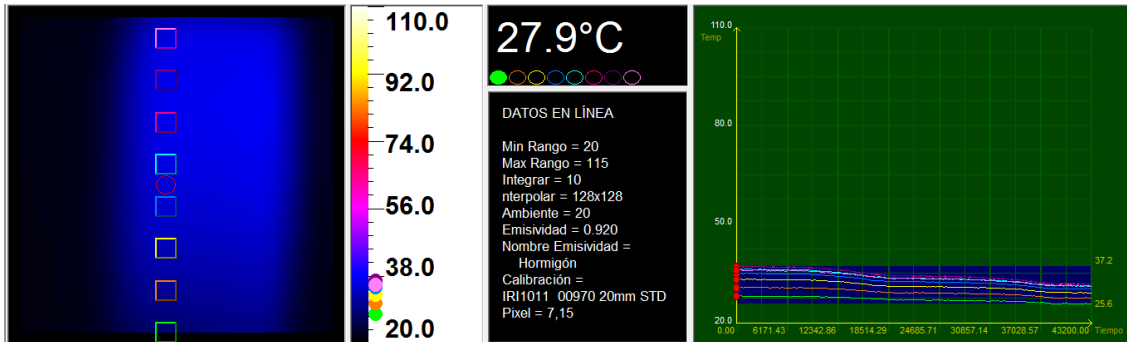 110.0
92.0
74.0
56.0
38.0
20.0
27.9°C
DATOS EN LÍNEA
Min Rango = 20
Max Rango = 115
Integrar = 10
nterpolar = 128x128
Ambiente = 20
Emisividad = 0.920
Nombre Emisividad =
Hormigón
Calibración =
IRI1011 00970 20mm STD
Pixel = 7,15
110.0
Temp
80.0
50.0
37.2
25.6
20.0
0.00 6171.43 12342.86 18514.29 24685.71 30857.14 37028.57 43200.00 Tiempo